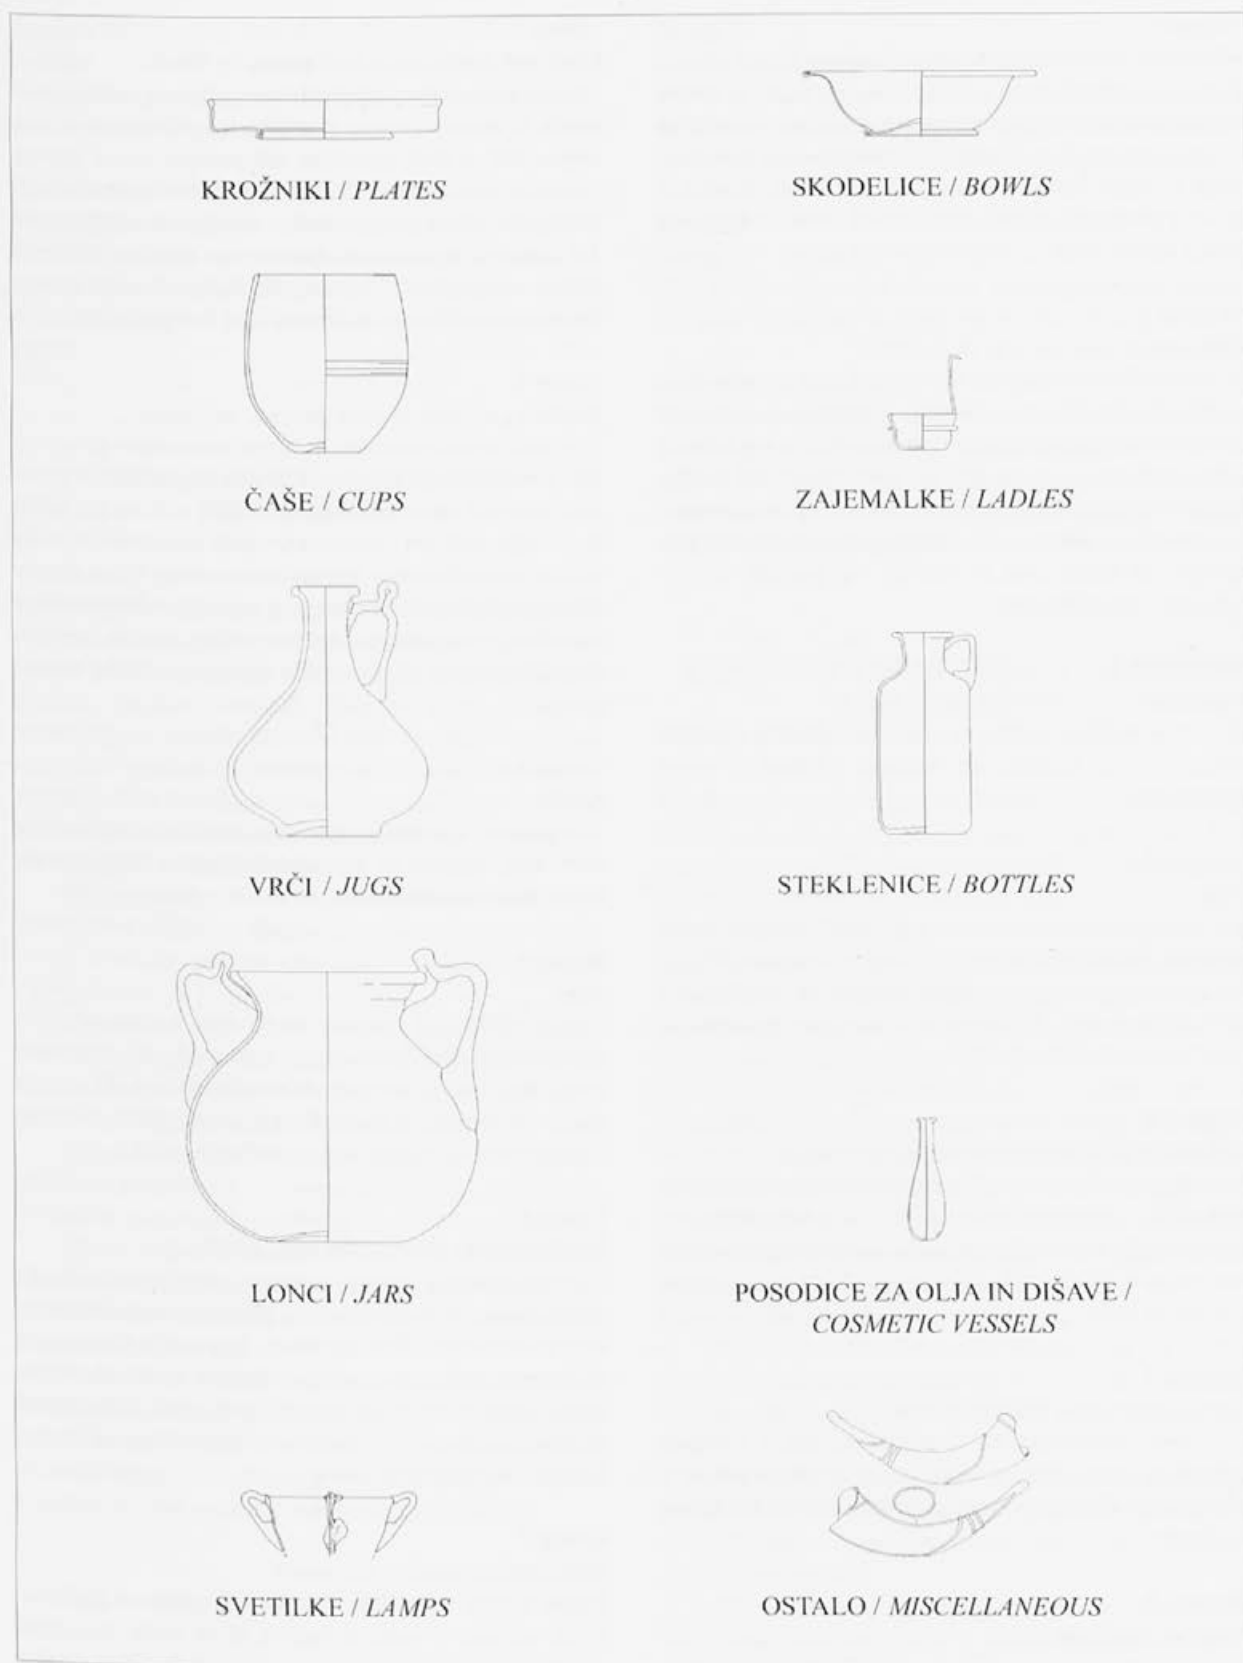 KROŽNIKI / PLATES
SKODELICE / BOWLS
ČAŠE / CUPS
ZAJEMALKE / LADLES
VRČI / JUGS
STEKLENICE / BOTTLES
LONCI / JARS
POSODICE ZA OLJA IN DIŠAVE /
COSMETIC VESSELS
SVETILKE / LAMPS
OSTALO / MISCELLANEOUS